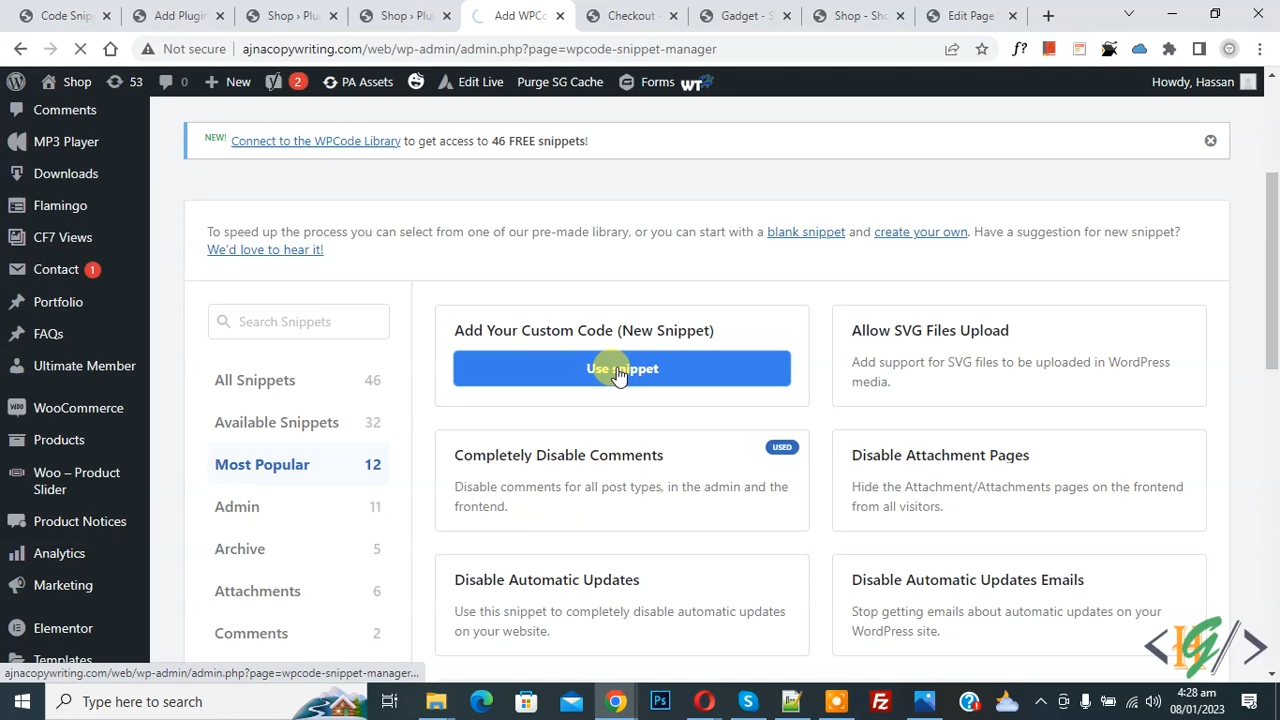 Code Snip
Add Plugin
Shop › Plu
Shop › Plu
Add WPCo
Checkout -
Gadget - S
Shop - Sho
Edit Page
Not secure
ajnacopywriting.com/web/wp-admin/admin.php?page=wpcode-snippet-manager
f?
Shop
53
0
New
2
PA Assets
Edit Live
Purge SG Cache
Forms
WT
Howdy, Hassan
Comments
MP3 Player
Downloads
Flamingo
CF7 Views
Contact 1
Portfolio
FAQs
Ultimate Member
WooCommerce
Products
Woo – Product
Slider
Product Notices
Analytics
Marketing
Elementor
Templates
NEW! Connect to the WPCode Library to get access to 46 FREE snippets!
To speed up the process you can select from one of our pre-made library, or you can start with a blank snippet and create your own. Have a suggestion for new snippet?
We'd love to hear it!
Search Snippets
All Snippets 46
Available Snippets 32
Most Popular 12
Admin 11
Archive 5
Attachments 6
Comments 2
Add Your Custom Code (New Snippet)
Use snippet
Allow SVG Files Upload
Add support for SVG files to be uploaded in WordPress
media.
Completely Disable Comments
USED
Disable comments for all post types, in the admin and the
frontend.
Disable Attachment Pages
Hide the Attachment/Attachments pages on the frontend
from all visitors.
Disable Automatic Updates
Use this snippet to completely disable automatic updates
on your website.
Disable Automatic Updates Emails
Stop getting emails about automatic updates on your
WordPress site.
ajnacopywriting.com/web/wp-admin/admin.php?page=wpcode-snippet-manager...
Type here to search
Ps
Fz
4:28 am
08/01/2023